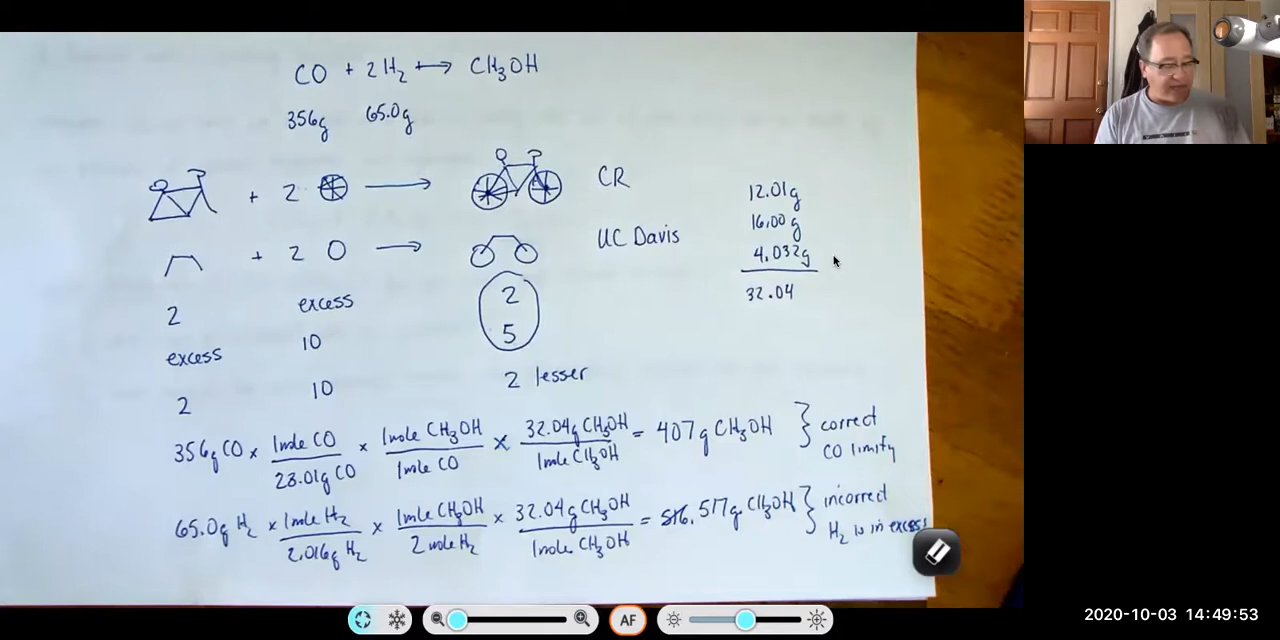 CO + 2H₂ ⟶ CH₃OH
356g 65.0g
+ 2 ⟶ CR
+ 2 O ⟶ UC Davis
12.01g
16.00g
4.032g
32.04
2 excess 2
excess 10 5
2 10 2 lesser
356g CO × 1mole CO / 28.01g CO × 1mole CH₃OH / 1mole CO × 32.04g CH₃OH / 1mole CH₃OH = 407g CH₃OH } correct CO limity
65.0g H₂ × 1mole H₂ / 2.016g H₂ × 1mole CH₃OH / 2 mole H₂ × 32.04g CH₃OH / 1mole CH₃OH = 517g CH₃OH } incorrect H₂ is in excess
AF
2020-10-03 14:49:53